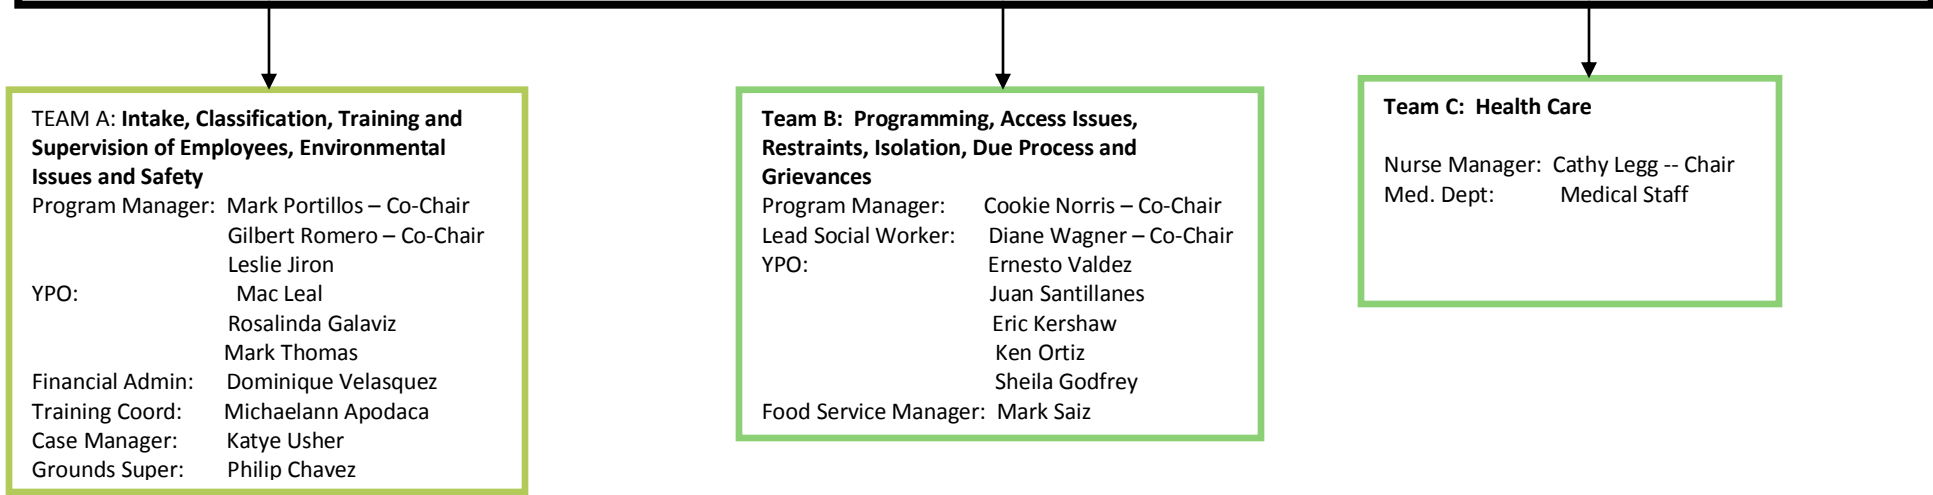 TEAM A: Intake, Classification, Training and
Supervision of Employees, Environmental
Issues and Safety
Program Manager: Mark Portillos – Co-Chair
Gilbert Romero – Co-Chair
Leslie Jiron
YPO: Mac Leal
Rosalinda Galaviz
Mark Thomas
Financial Admin: Dominique Velasquez
Training Coord: Michaelann Apodaca
Case Manager: Katye Usher
Grounds Super: Philip Chavez
Team B: Programming, Access Issues,
Restraints, Isolation, Due Process and
Grievances
Program Manager: Cookie Norris – Co-Chair
Lead Social Worker: Diane Wagner – Co-Chair
YPO: Ernesto Valdez
Juan Santillanes
Eric Kershaw
Ken Ortiz
Sheila Godfrey
Food Service Manager: Mark Saiz
Team C: Health Care
Nurse Manager: Cathy Legg -- Chair
Med. Dept: Medical Staff